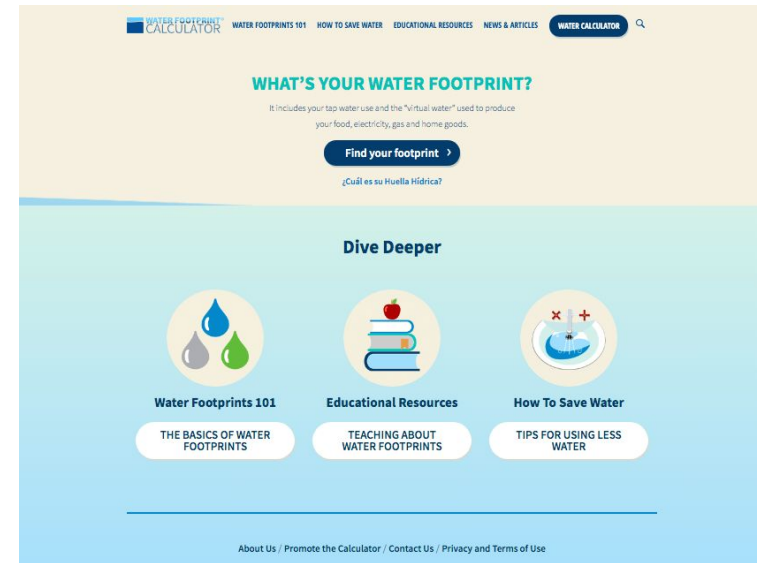 WATER FOOTPRINT
CALCULATOR
WATER FOOTPRINTS 101 HOW TO SAVE WATER EDUCATIONAL RESOURCES NEWS & ARTICLES WATER CALCULATOR
WHAT'S YOUR WATER FOOTPRINT?
It includes your tap water use and the "virtual water" used to produce
your food, electricity, gas and home goods.
Find your footprint
¿Cuál es su Huella Hídrica?
Dive Deeper
Water Footprints 101 Educational Resources How To Save Water
THE BASICS OF WATER TEACHING ABOUT TIPS FOR USING LESS
FOOTPRINTS WATER FOOTPRINTS WATER
About Us / Promote the Calculator / Contact Us / Privacy and Terms of Use